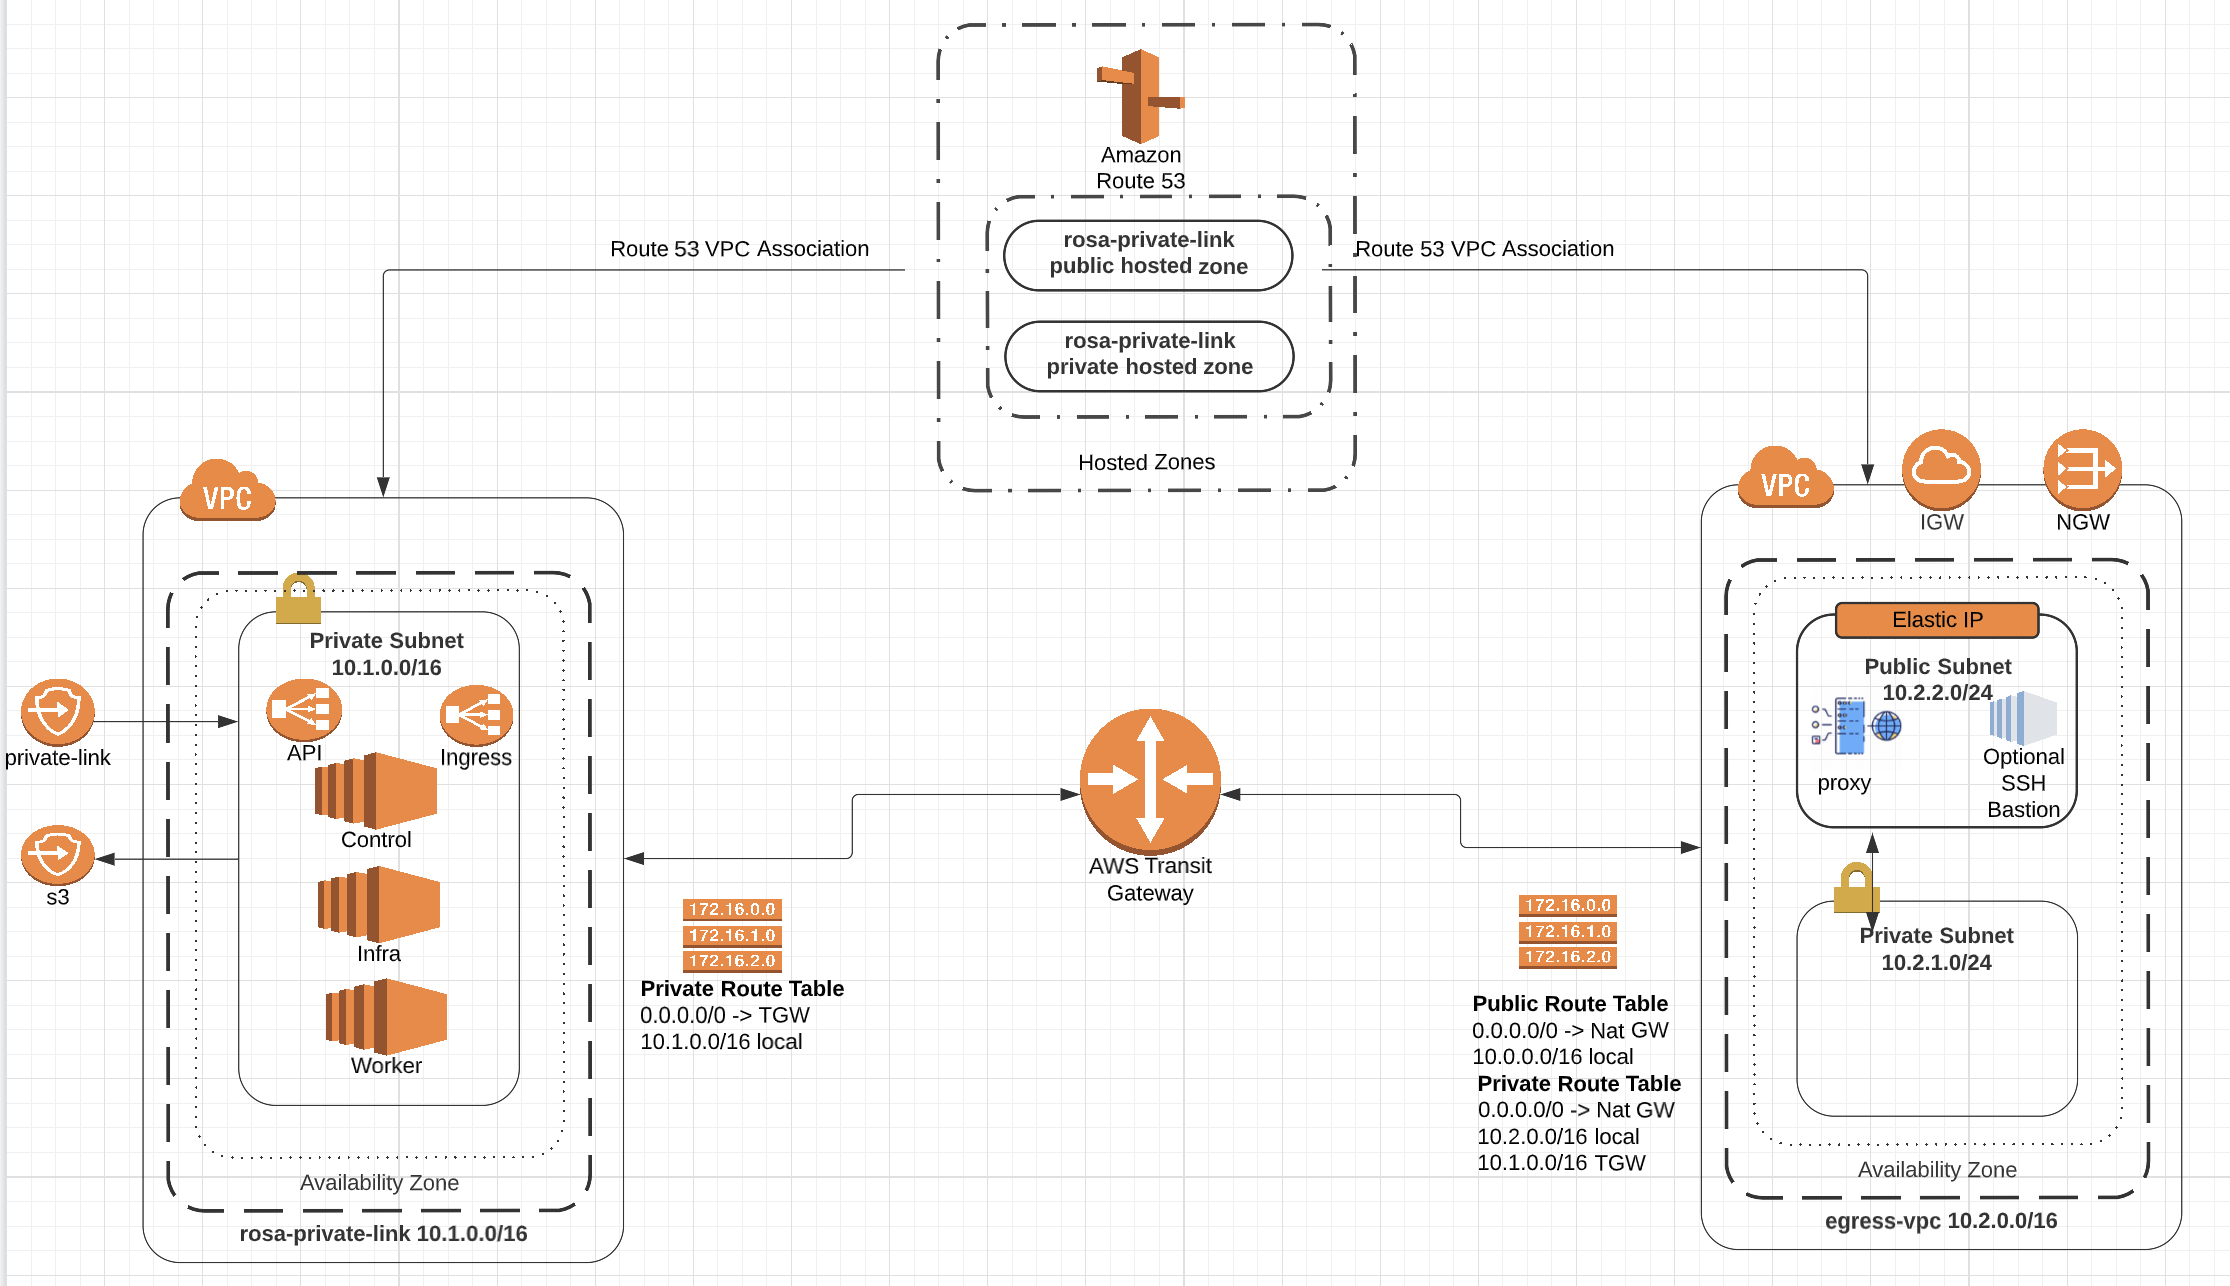 Amazon
Route 53
rosa-private-link
public hosted zone
rosa-private-link
private hosted zone
Hosted Zones
Route 53 VPC Association
Route 53 VPC Association
VPC
Private Subnet
10.1.0.0/16
API
Ingress
Control
Infra
Worker
Availability Zone
rosa-private-link 10.1.0.0/16
private-link
s3
172.16.0.0
172.16.1.0
172.16.2.0
Private Route Table
0.0.0.0/0 -> TGW
10.1.0.0/16 local
AWS Transit
Gateway
172.16.0.0
172.16.1.0
172.16.2.0
Public Route Table
0.0.0.0/0 -> Nat GW
10.0.0.0/16 local
Private Route Table
0.0.0.0/0 -> Nat GW
10.2.0.0/16 local
10.1.0.0/16 TGW
VPC
IGW
NGW
Elastic IP
Public Subnet
10.2.2.0/24
proxy
Optional
SSH
Bastion
Private Subnet
10.2.1.0/24
Availability Zone
egress-vpc 10.2.0.0/16